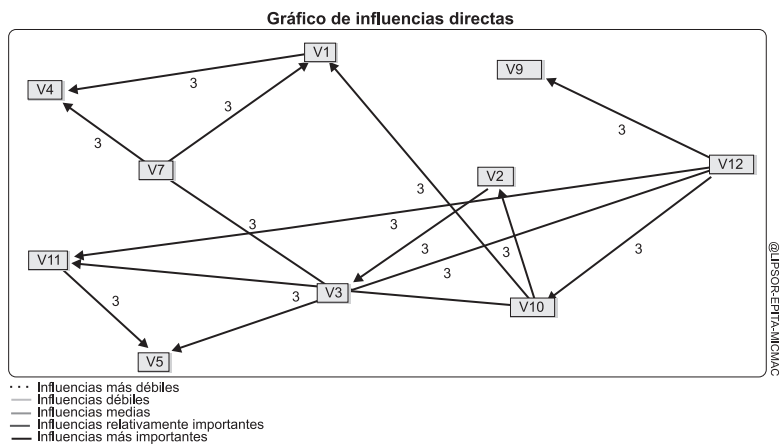 Gráfico de influencias directas
V1
V9
V4
3
3
3
3
V7
V12
V2
3
3
3
V11
3
3
3
3
V3
3
3
V10
V5
@LIPSOR-EPITA-MICMAC
Influencias más débiles
Influencias débiles
Influencias medias
Influencias relativamente importantes
Influencias más importantes